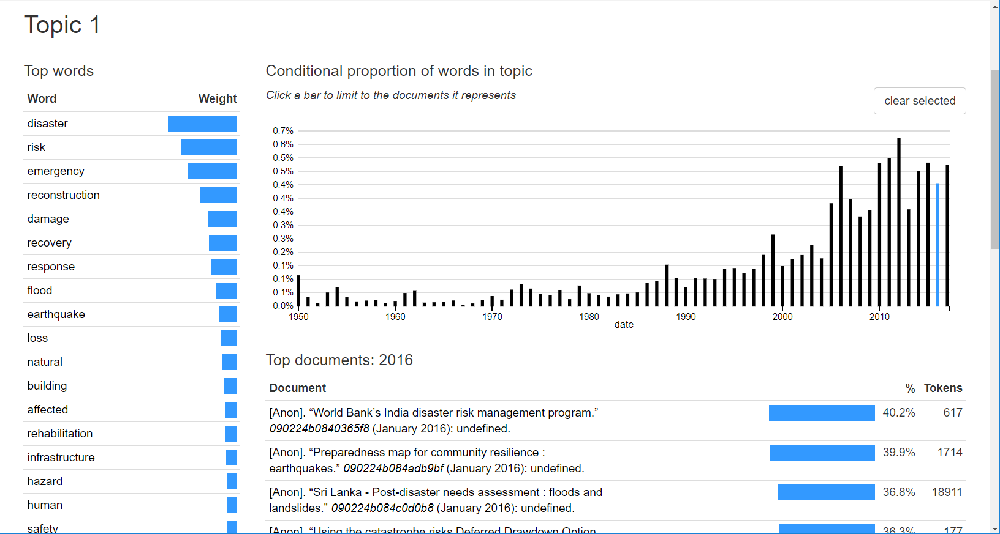 Topic 1
Top words
Word Weight
disaster
risk
emergency
reconstruction
damage
recovery
response
flood
earthquake
loss
natural
building
affected
rehabilitation
infrastructure
hazard
human
safety
Conditional proportion of words in topic
Click a bar to limit to the documents it represents
clear selected
0.7%
0.6%
0.5%
0.5%
0.4%
0.4%
0.4%
0.3%
0.3%
0.2%
0.1%
0.1%
0.1%
0.0%
1950 1960 1970 1980 1990 2000 2010
date
Top documents: 2016
Document % Tokens
[Anon]. “World Bank’s India disaster risk management program.” 40.2% 617
090224b0840365f8 (January 2016): undefined.
[Anon]. “Preparedness map for community resilience : 39.9% 1714
earthquakes.” 090224b084adb9bf (January 2016): undefined.
[Anon]. “Sri Lanka - Post-disaster needs assessment : floods and 36.8% 18911
landslides.” 090224b084c0d0b8 (January 2016): undefined.
[Anon]. “Using the catastrophe risks Deferred Drawdown Option 36.3% 177